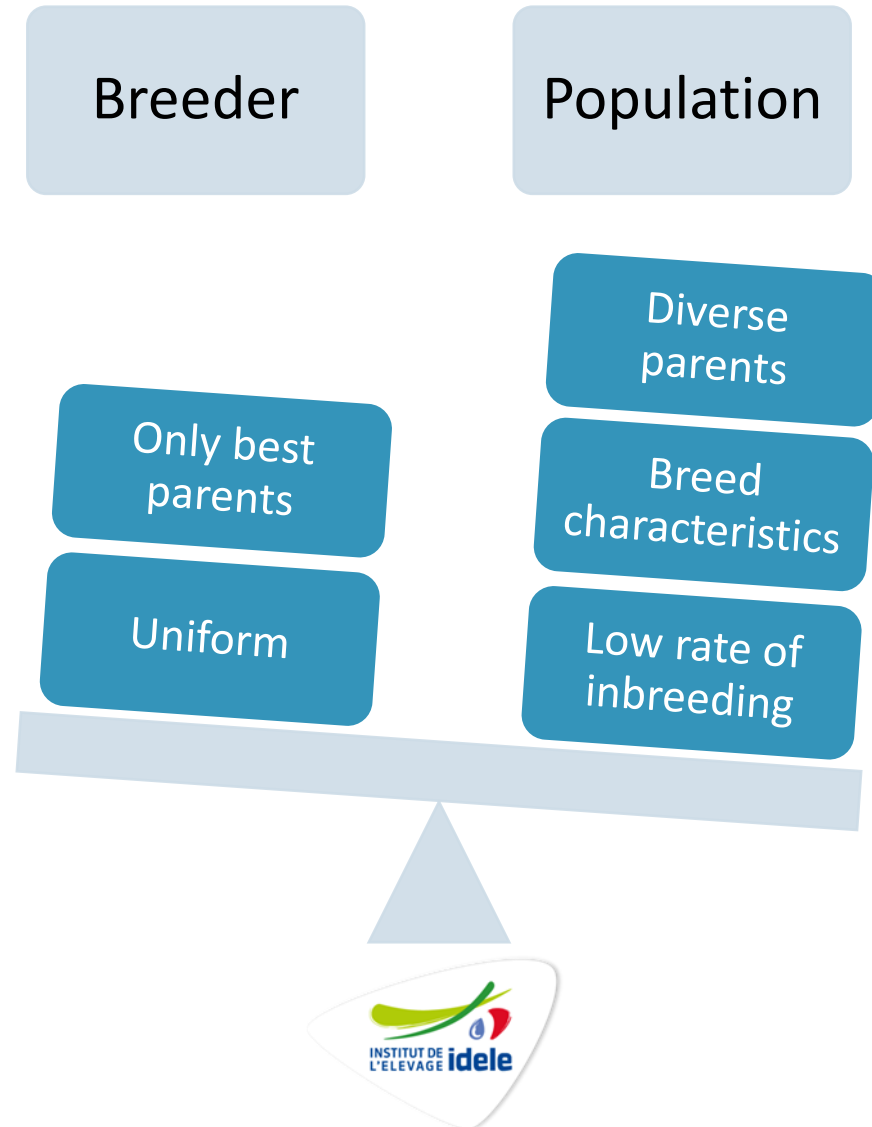 Breeder
Population
Diverse
parents
Only best
parents
Breed
characteristics
Uniform
Low rate of
inbreeding
INSTITUT DE
L'ELEVAGE idele